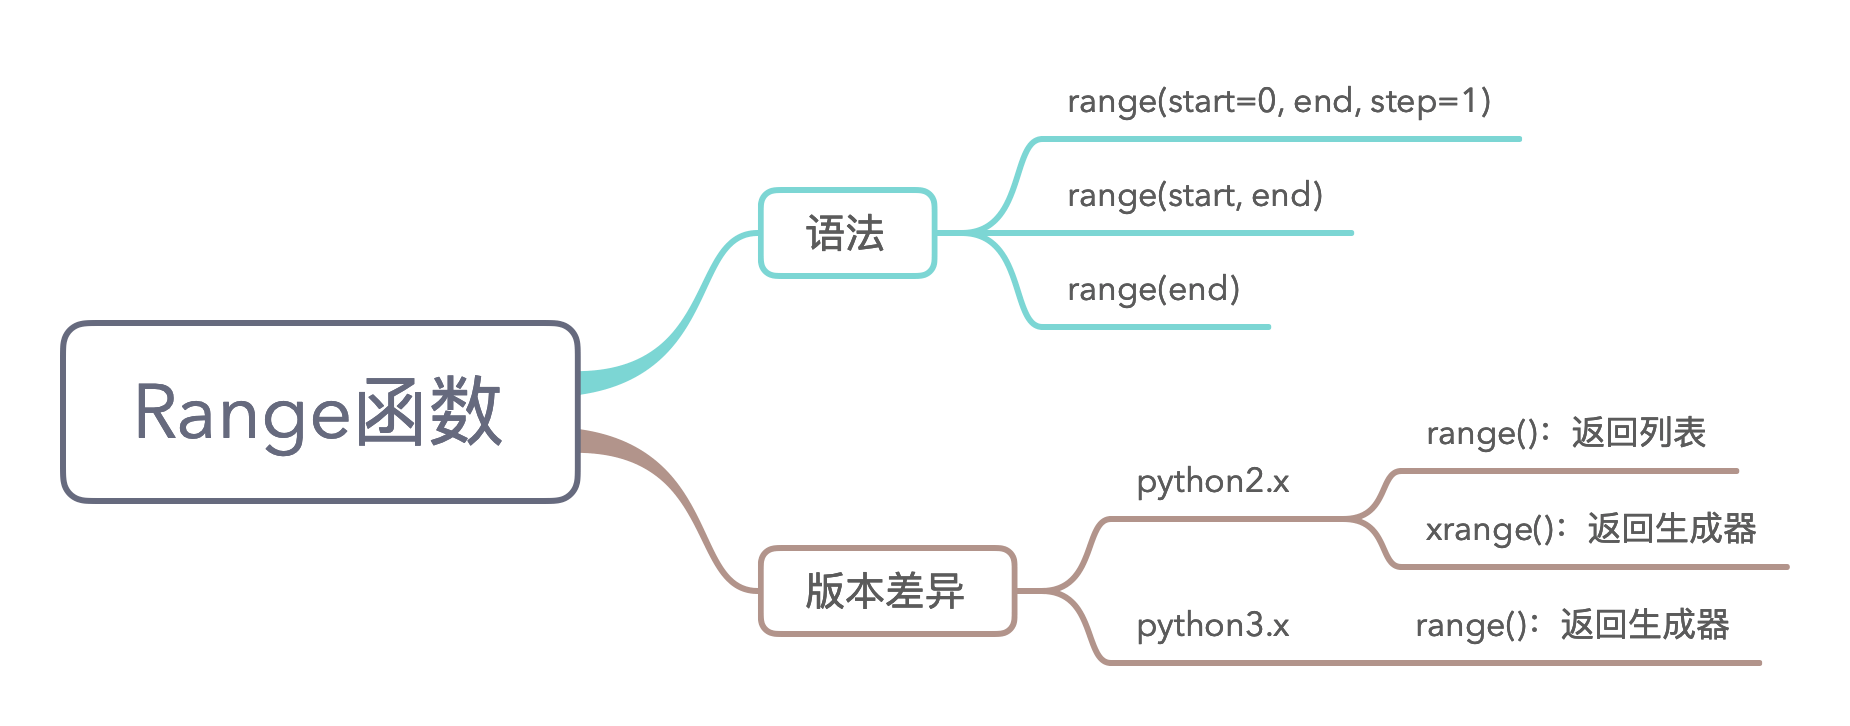 Range函数
语法
range(start=0, end, step=1)
range(start, end)
range(end)
版本差异
python2.x
range()：返回列表
xrange()：返回生成器
python3.x
range()：返回生成器